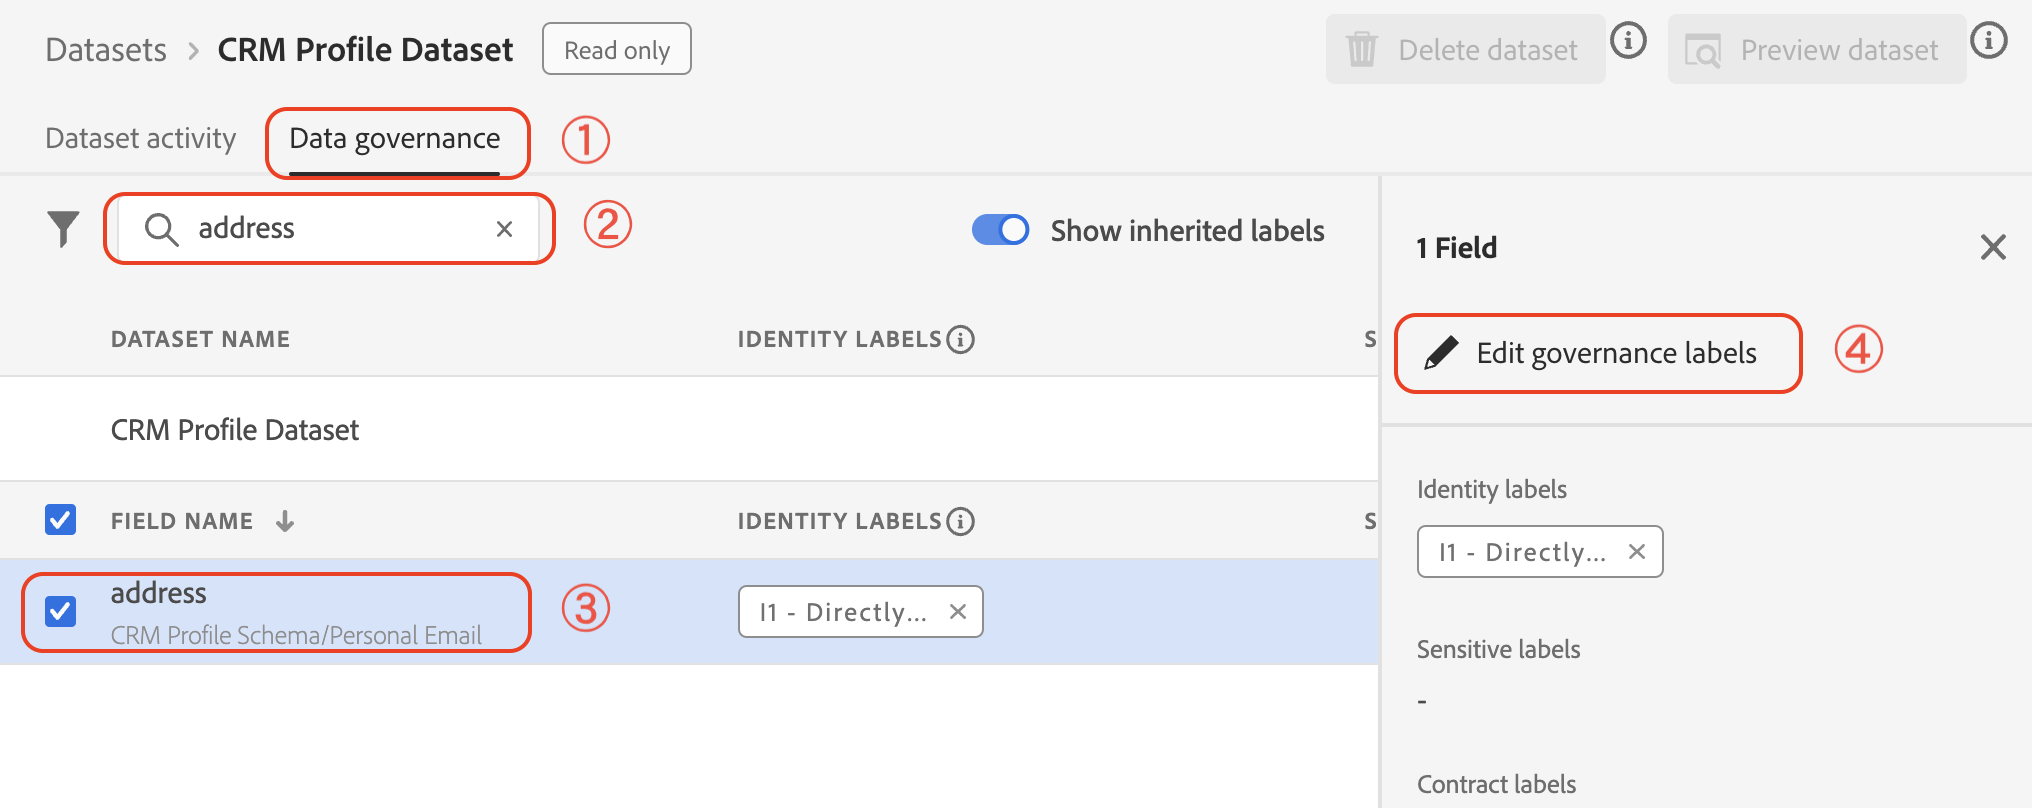 Datasets > CRM Profile Dataset Read only
Delete dataset
Preview dataset
Dataset activity
Data governance
①
address
②
Show inherited labels
DATASET NAME
IDENTITY LABELS
S
CRM Profile Dataset
FIELD NAME
IDENTITY LABELS
S
address
CRM Profile Schema/Personal Email
③
I1 - Directly...
1 Field
Edit governance labels
④
Identity labels
I1 - Directly...
Sensitive labels
-
Contract labels